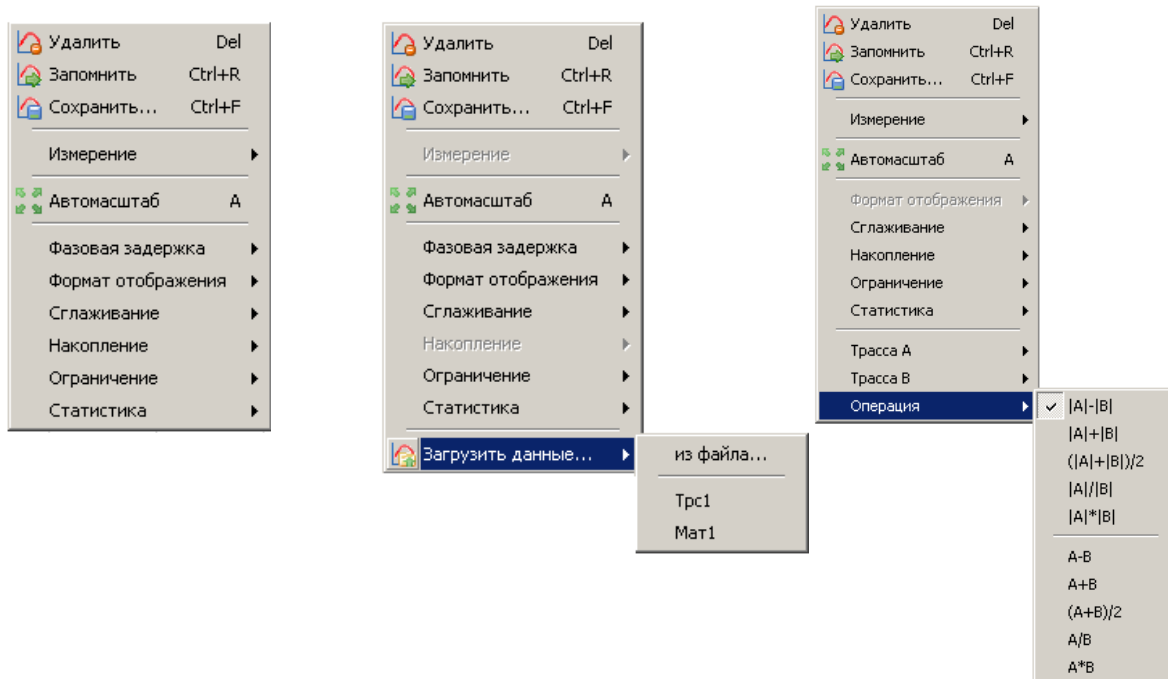 Удалить Del
Запомнить Ctrl+R
Сохранить... Ctrl+F
Измерение
Автомасштаб A
Фазовая задержка
Формат отображения
Сглаживание
Накопление
Ограничение
Статистика
Удалить Del
Запомнить Ctrl+R
Сохранить... Ctrl+F
Измерение
Автомасштаб A
Фазовая задержка
Формат отображения
Сглаживание
Накопление
Ограничение
Статистика
Загрузить данные...
из файла...
Трс1
Мат1
Удалить Del
Запомнить Ctrl+R
Сохранить... Ctrl+F
Измерение
Автомасштаб A
Формат отображения
Сглаживание
Накопление
Ограничение
Статистика
Трасса A
Трасса B
Операция
|A|-|B|
|A|+|B|
(|A|+|B|)/2
|A|/|B|
|A|*|B|
A-B
A+B
(A+B)/2
A/B
A*B